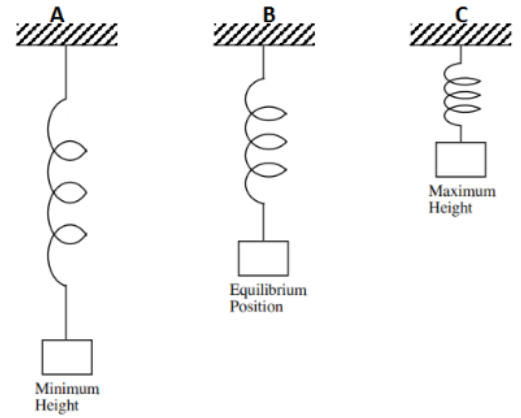 A
B
C
Maximum
Height
Equilibrium
Position
Minimum
Height